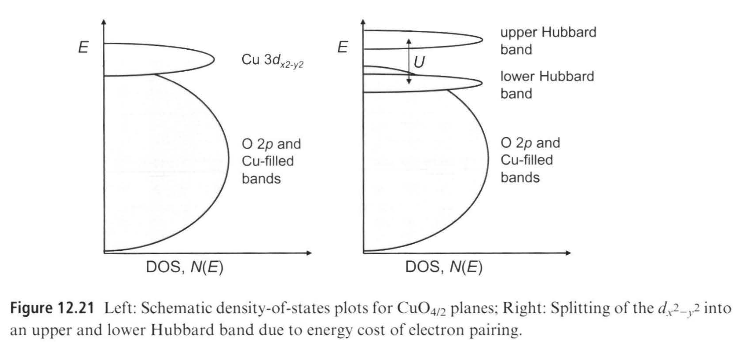 E
Cu 3dx2-y2
O 2p and
Cu-filled
bands
DOS, N(E)
E
U
upper Hubbard
band
lower Hubbard
band
O 2p and
Cu-filled
bands
DOS, N(E)
Figure 12.21 Left: Schematic density-of-states plots for CuO4/2 planes; Right: Splitting of the dx2−y2 into
an upper and lower Hubbard band due to energy cost of electron pairing.